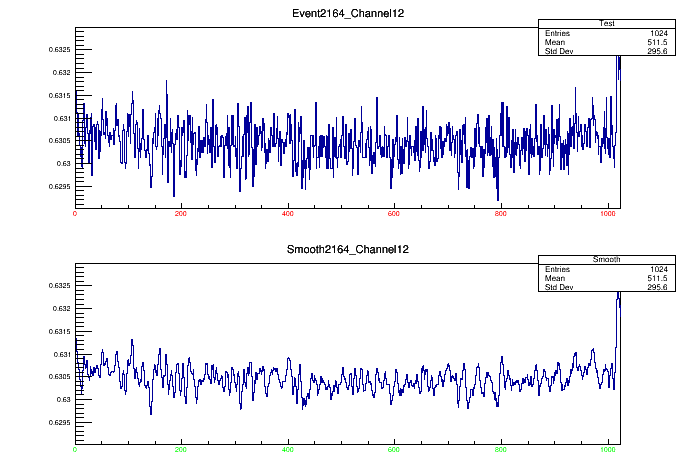 Event2164_Channel12
Test
Entries 1024
Mean 511.5
Std Dev 295.6
0.6325
0.632
0.6315
0.631
0.6305
0.63
0.6295
0 200 400 600 800 1000
Smooth2164_Channel12
Smooth
Entries 1024
Mean 511.5
Std Dev 295.6
0.6325
0.632
0.6315
0.631
0.6305
0.63
0.6295
0 200 400 600 800 1000